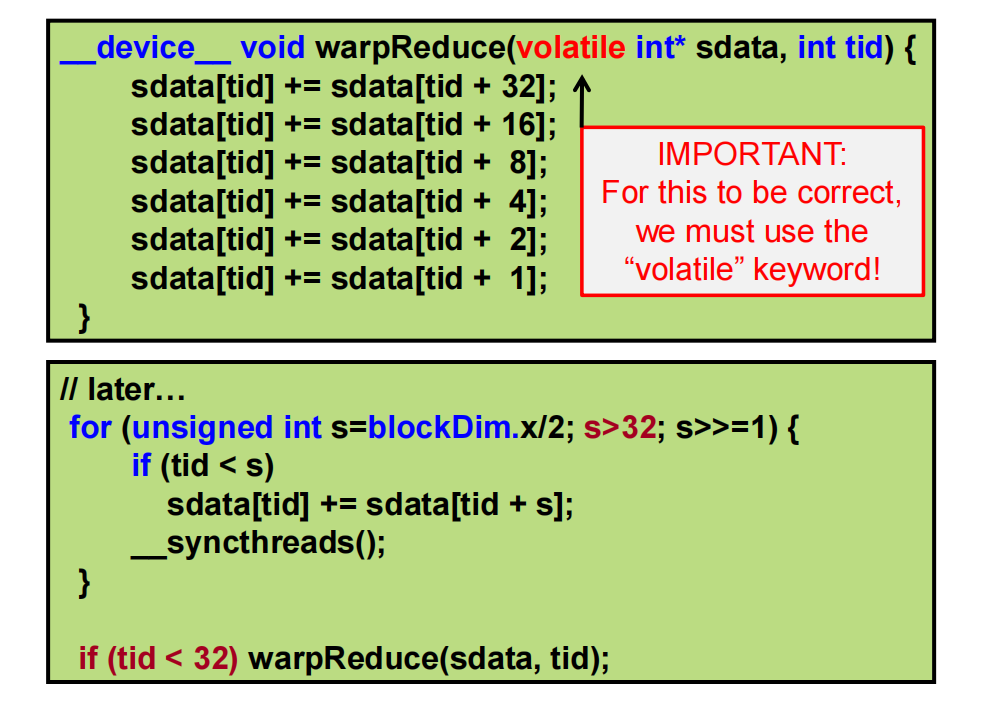 __device__ void warpReduce(volatile int* sdata, int tid) {
sdata[tid] += sdata[tid + 32];
sdata[tid] += sdata[tid + 16];
sdata[tid] += sdata[tid +  8];
sdata[tid] += sdata[tid +  4];
sdata[tid] += sdata[tid +  2];
sdata[tid] += sdata[tid +  1];
}
IMPORTANT:
For this to be correct,
we must use the
“volatile” keyword!
// later…
for (unsigned int s=blockDim.x/2; s>32; s>>=1) {
if (tid < s)
sdata[tid] += sdata[tid + s];
__syncthreads();
}
if (tid < 32) warpReduce(sdata, tid);